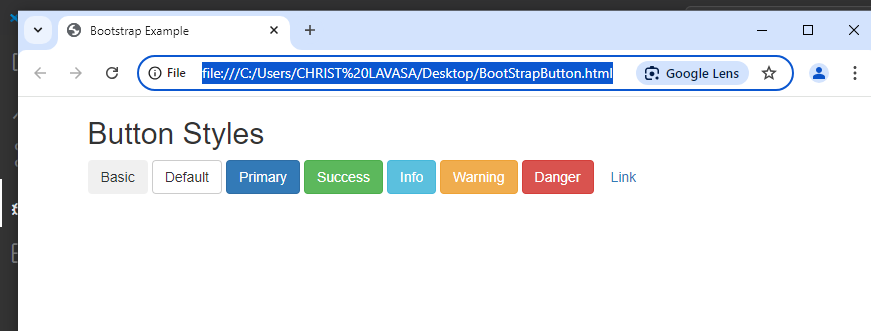 Bootstrap Example
File file:///C:/Users/CHRIST%20LAVASA/Desktop/BootStrapButton.html Google Lens
Button Styles
Basic Default Primary Success Info Warning Danger Link